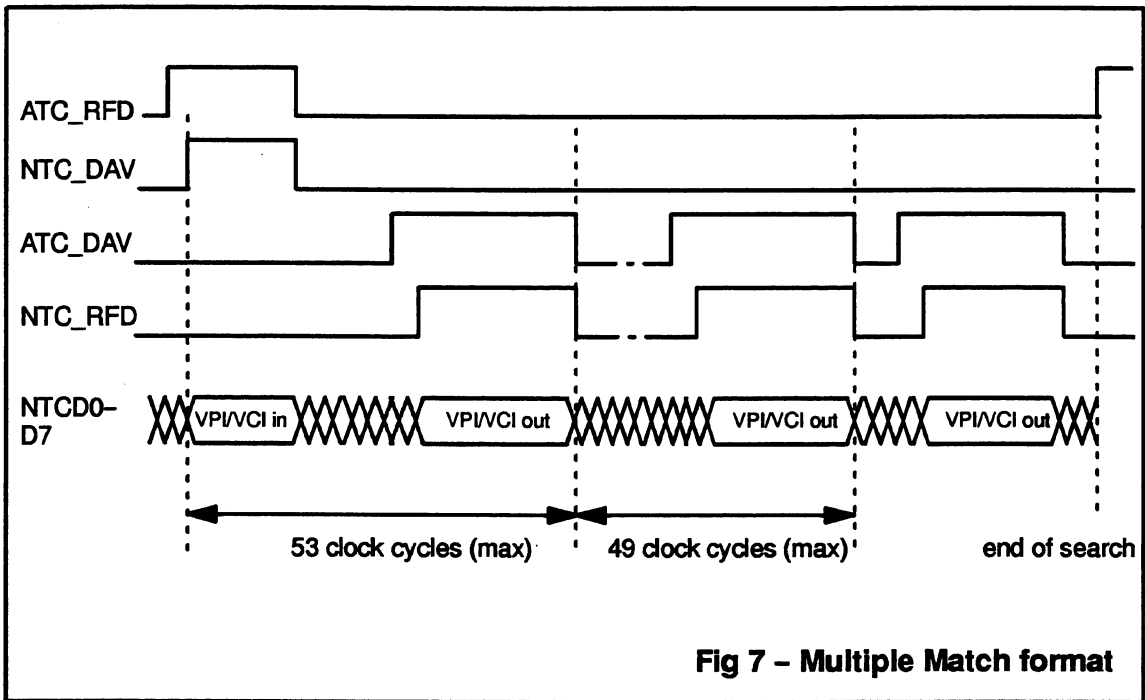 ATC_RFD
NTC_DAV
ATC_DAV
NTC_RFD
NTCD0–
D7
VPI/VCI in
VPI/VCI out
VPI/VCI out
VPI/VCI out
53 clock cycles (max)
49 clock cycles (max)
end of search
Fig 7 – Multiple Match format